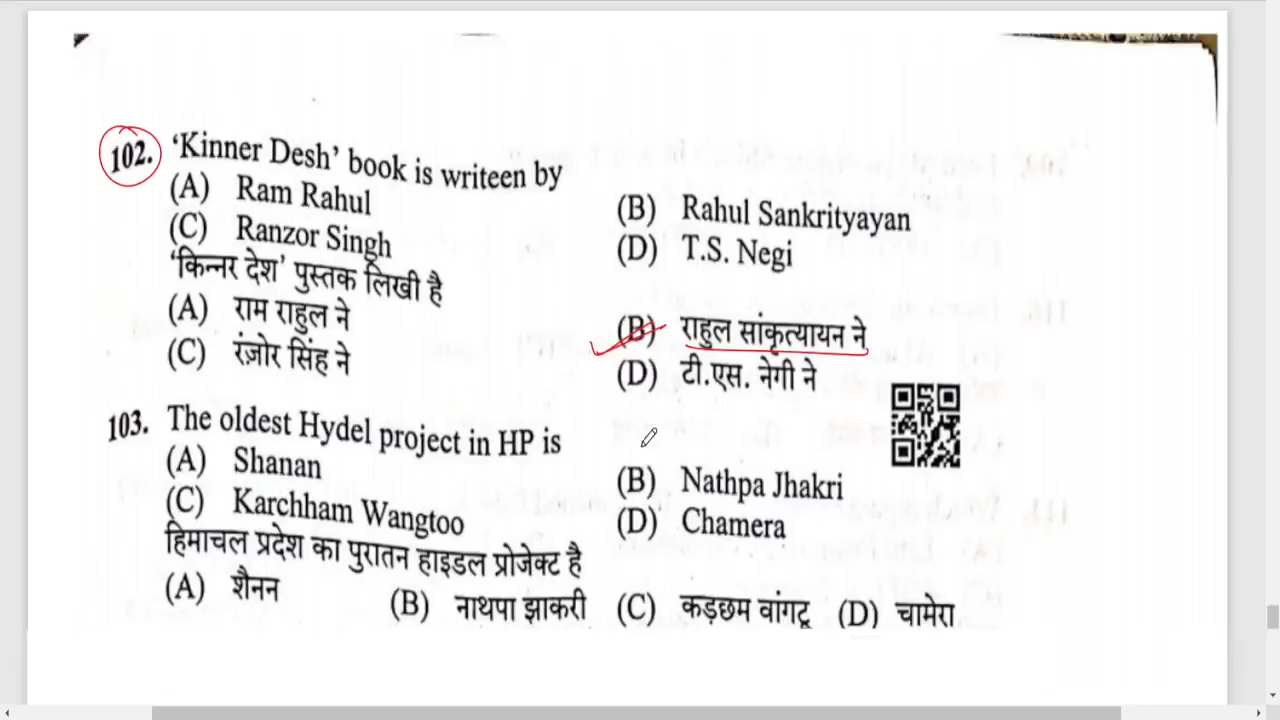 102. 'Kinner Desh' book is writeen by
(A) Ram Rahul (B) Rahul Sankrityayan
(C) Ranzor Singh (D) T.S. Negi
'किन्नर देश' पुस्तक लिखी है
(A) राम राहुल ने (B) राहुल सांकृत्यायन ने
(C) रंज़ोर सिंह ने (D) टी.एस. नेगी ने
103. The oldest Hydel project in HP is
(A) Shanan (B) Nathpa Jhakri
(C) Karchham Wangtoo (D) Chamera
हिमाचल प्रदेश का पुरातन हाइडल प्रोजेक्ट है
(A) शैनन (B) नाथपा झाकरी (C) कड़छम वांगटू (D) चामेरा